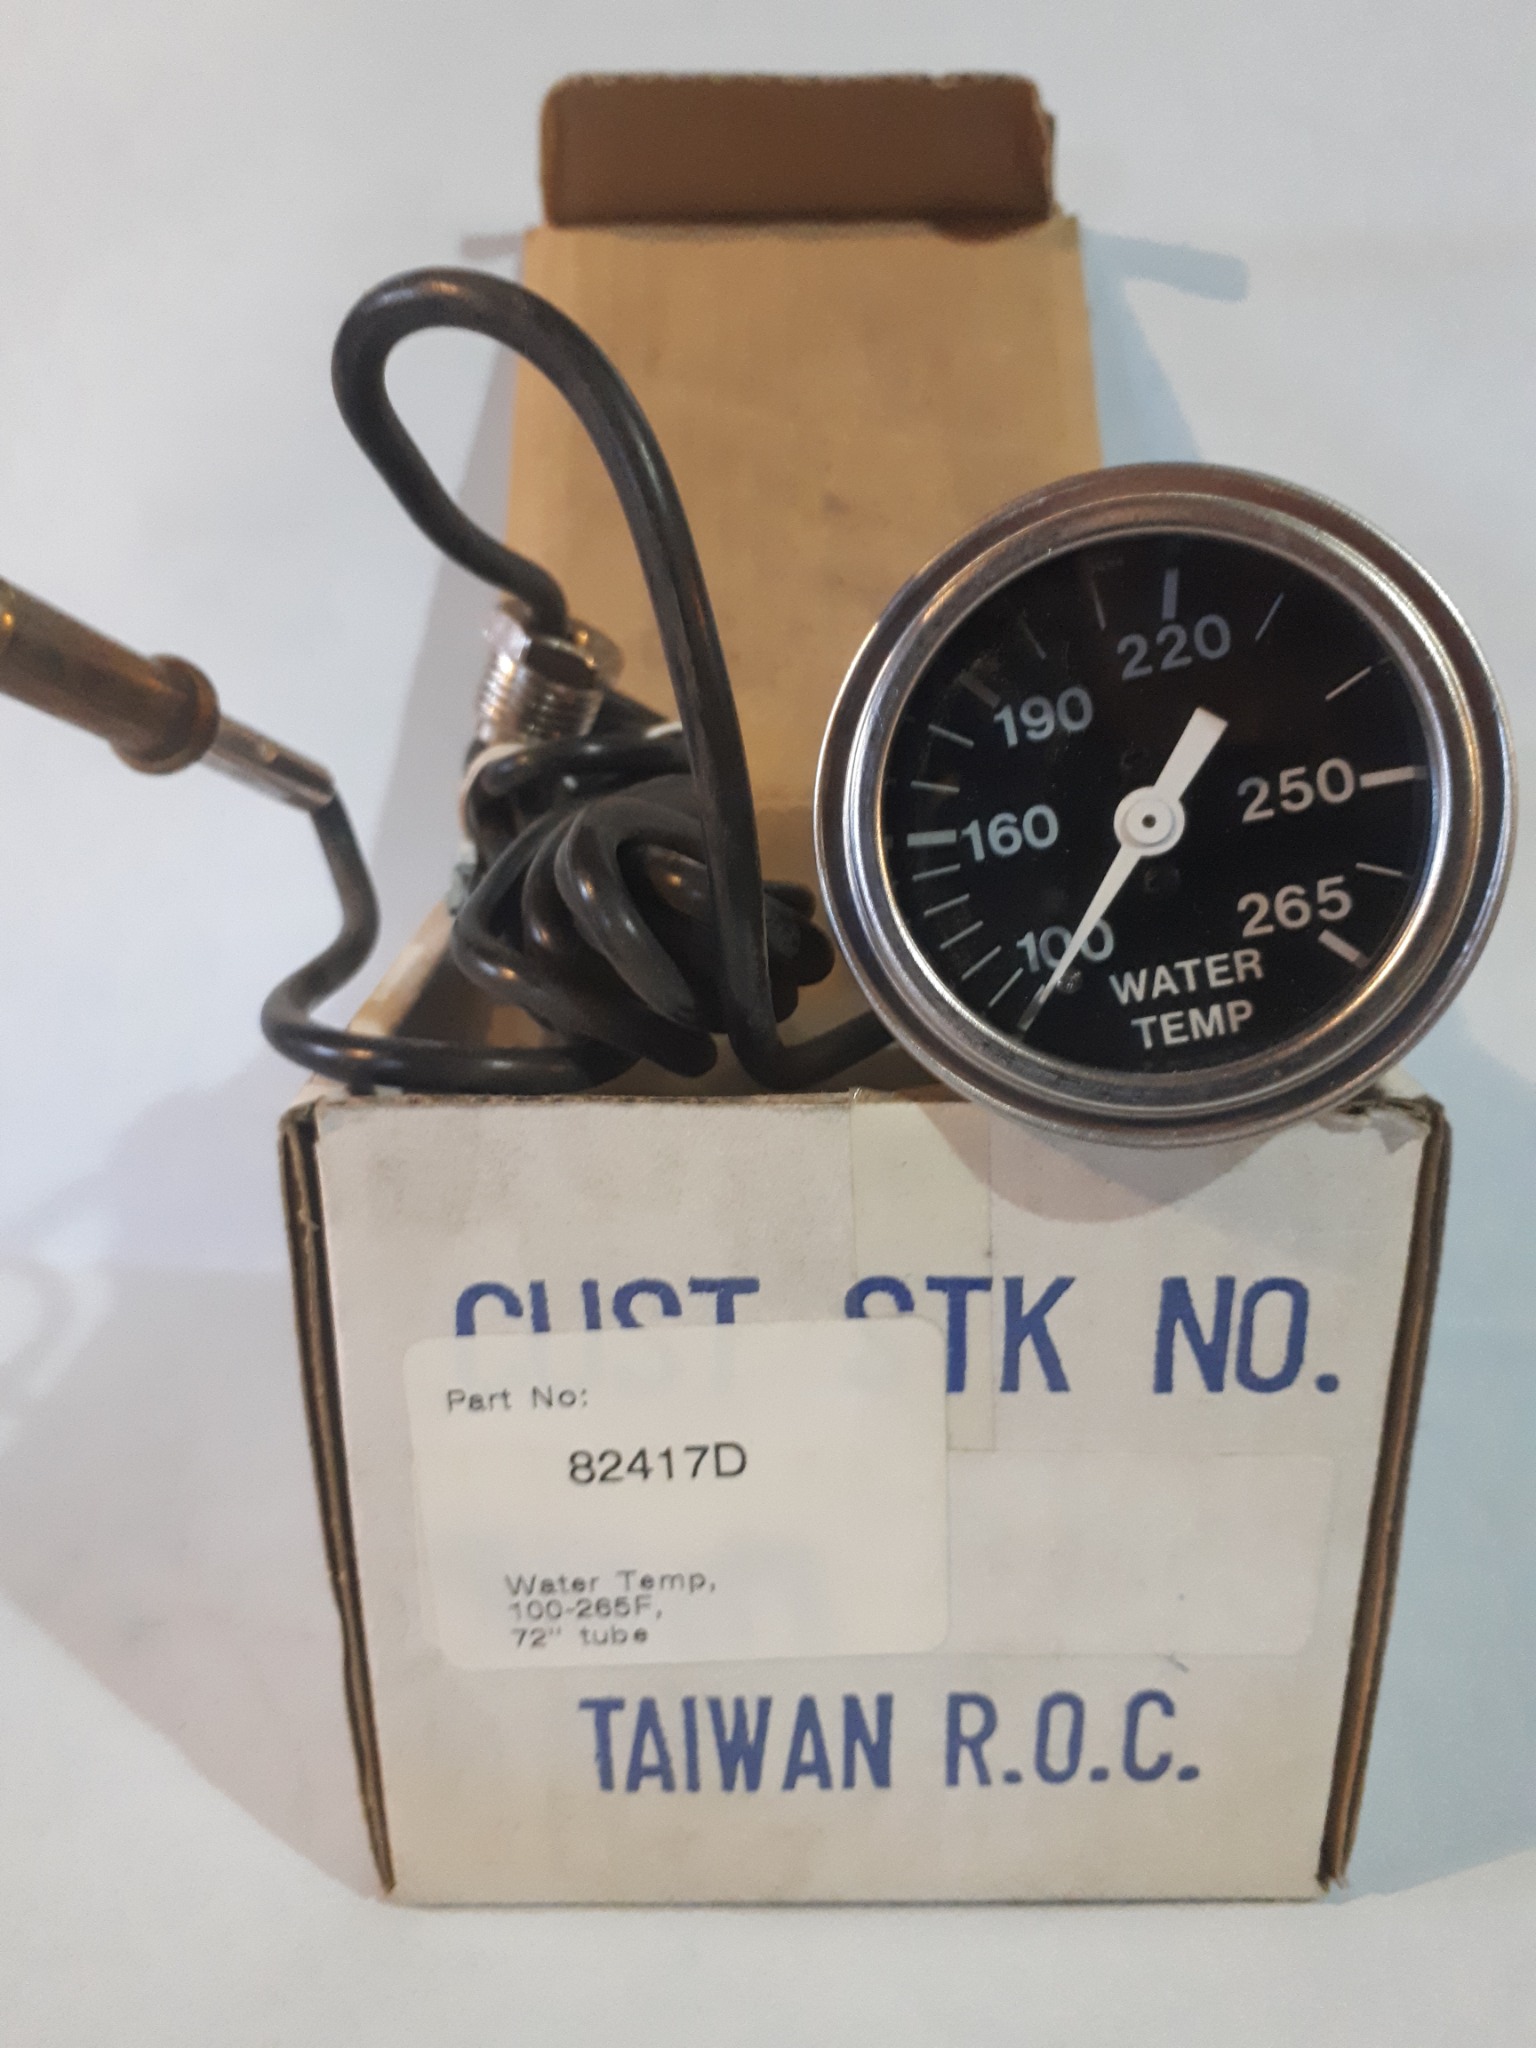 220
190
250
160
265
100
WATER
TEMP
CUST STK NO.
Part No:
82417D
Water Temp,
100-265F,
72" tube
TAIWAN R.O.C.